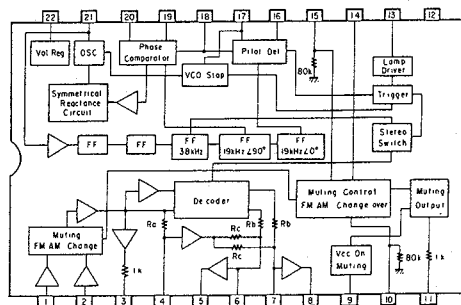 22 21 20 19 18 17 16 15 14 13 12
Vol Reg
OSC
Phase
Comparator
Pilot Det
VCO Stop
80k
Lamp
Driver
Trigger
Symmetrical
Reactance
Circuit
Stereo
Switch
FF
FF
FF
38kHz
FF
19kHz∠90°
FF
19kHz∠0°
Decoder
Muting Control
FM AM Change over
Muting
Output
Muting
FM AM Change
Ra
Ra
Rb
Rb
Rc
Rc
1k
Vcc On
Muting
80k
1k
1 2 3 4 5 6 7 8 9 10 11